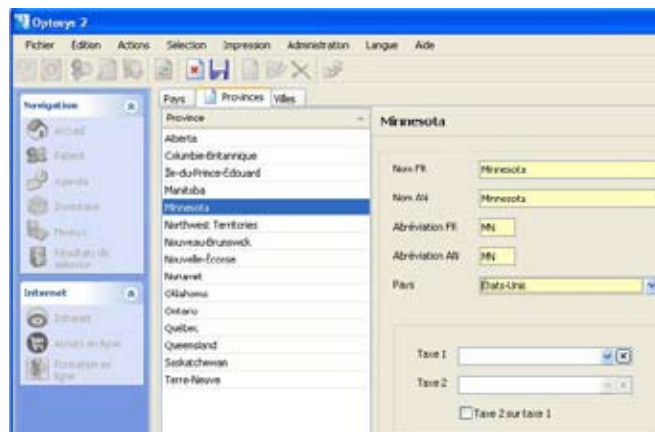 Optosys 2
Fichier Edition Actions Sélection Impression Administration Langue Aide
Navigation
Accueil
Patient
Agenda
Inventaire
Résultats de
Internet
Intranet
Achats en ligne
Formation en
ligne
Pays Provinces Villes
Province
Alberta
Columbie-Britannique
Île-du-Prince-Édouard
Manitoba
Minnesota
Northwest Territories
Nouveau-Brunswick
Nouvelle-Écosse
Nunavet
Oklahoma
Ontario
Québec
Queensland
Saskatchewan
Terre-Neuve
Minnesota
Nom FR Minnesota
Nom AN Minnesota
Abréviation FR MN
Abréviation AN MN
Pays États-Unis
Taxe 1
Taxe 2
Taxe 2 sur taxe 1